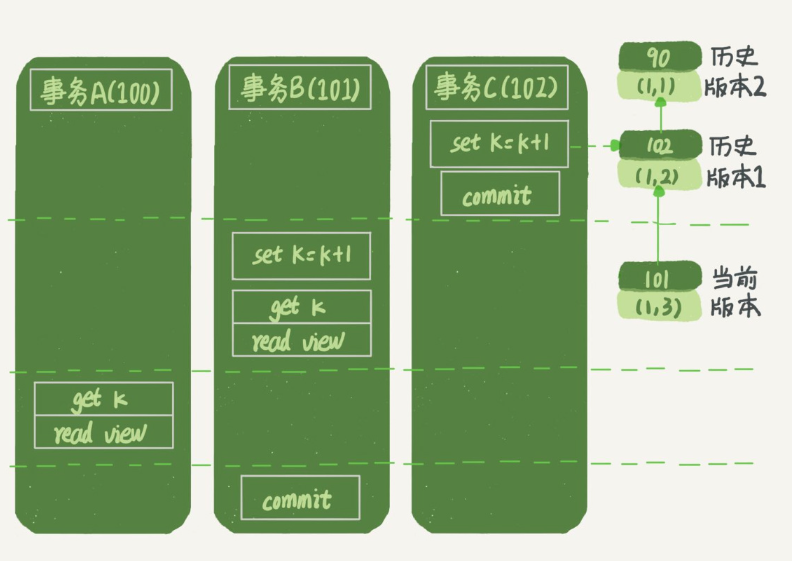 事务A(100)
事务B(101)
事务C(102)
set k=k+1
commit
set k=k+1
get k
read view
get k
read view
commit
90
(1,1)
历史
版本2
102
(1,2)
历史
版本1
101
(1,3)
当前
版本